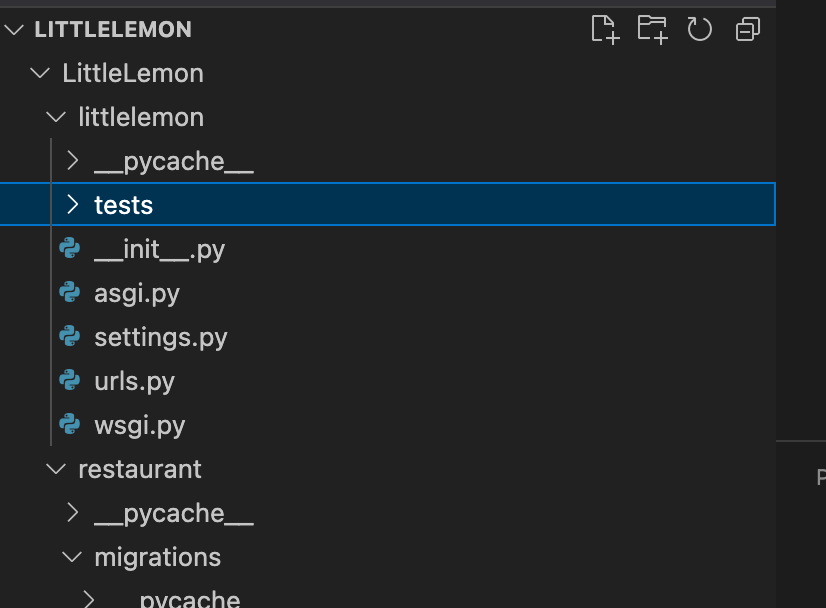 LITTLELEMON
LittleLemon
littlelemon
__pycache__
tests
__init__.py
asgi.py
settings.py
urls.py
wsgi.py
restaurant
__pycache__
migrations
__pycache__